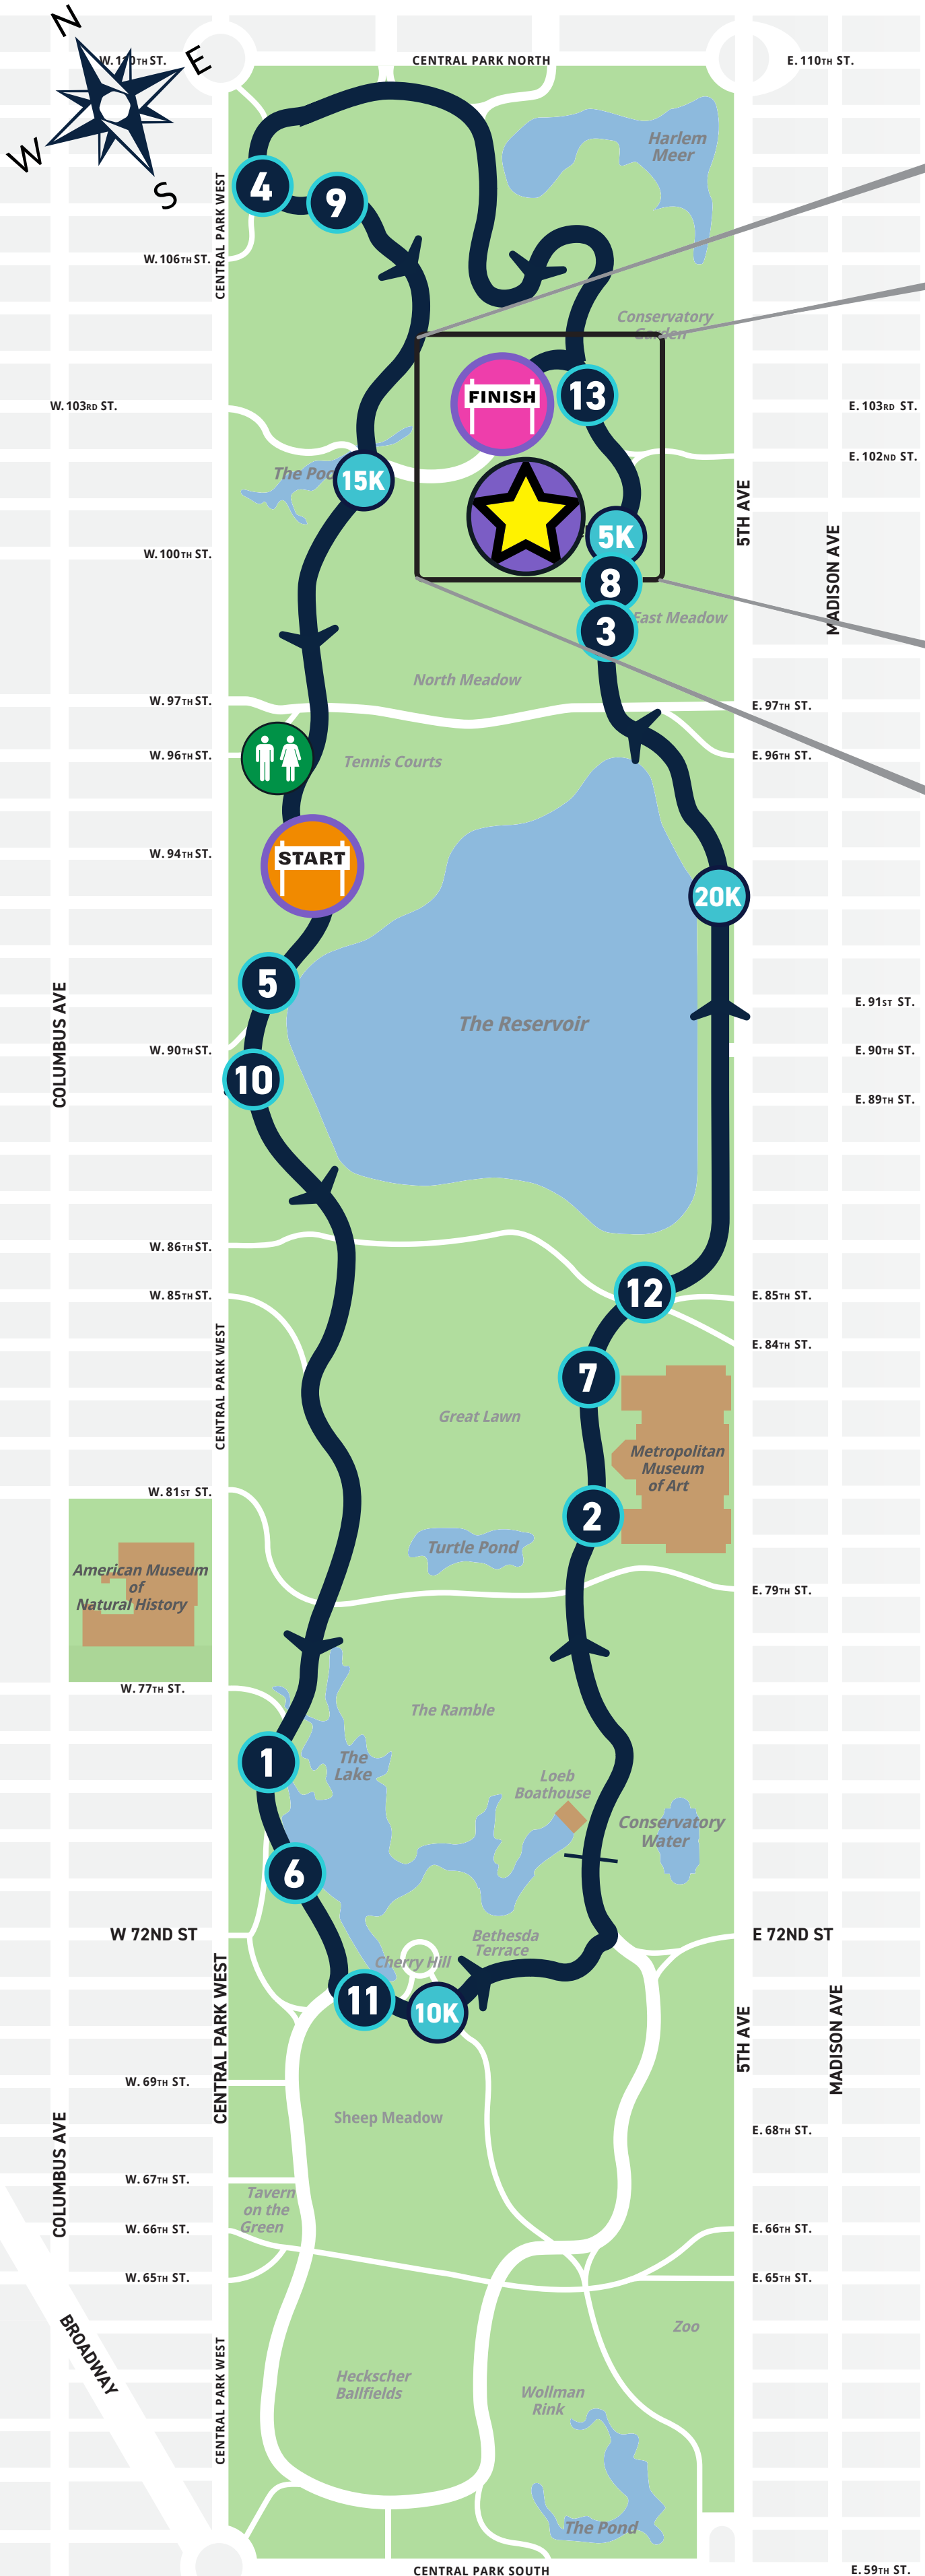 N
E
W
S
W. 110TH ST.
CENTRAL PARK NORTH
E. 110TH ST.
Harlem
Meer
4
9
CENTRAL PARK WEST
W. 106TH ST.
Conservatory
Garden
FINISH
13
W. 103RD ST.
E. 103RD ST.
E. 102ND ST.
The Poo
15K
5TH AVE
5K
W. 100TH ST.
MADISON AVE
8
3
East Meadow
North Meadow
W. 97TH ST.
E. 97TH ST.
W. 96TH ST.
Tennis Courts
E. 96TH ST.
W. 94TH ST.
START
20K
5
E. 91ST ST.
The Reservoir
COLUMBUS AVE
W. 90TH ST.
E. 90TH ST.
10
E. 89TH ST.
W. 86TH ST.
W. 85TH ST.
12
E. 85TH ST.
E. 84TH ST.
CENTRAL PARK WEST
7
Great Lawn
Metropolitan
Museum
of Art
W. 81ST ST.
2
Turtle Pond
American Museum
of
Natural History
E. 79TH ST.
W. 77TH ST.
The Ramble
1
The
Lake
Loeb
Boathouse
Conservatory
Water
6
W 72ND ST
Bethesda
Terrace
E 72ND ST
Cherry Hill
11
10K
CENTRAL PARK WEST
5TH AVE
MADISON AVE
W. 69TH ST.
Sheep Meadow
E. 68TH ST.
COLUMBUS AVE
W. 67TH ST.
Tavern
on the
Green
W. 66TH ST.
E. 66TH ST.
W. 65TH ST.
E. 65TH ST.
BROADWAY
Zoo
CENTRAL PARK WEST
Heckscher
Ballfields
Wollman
Rink
The Pond
CENTRAL PARK SOUTH
E. 59TH ST.